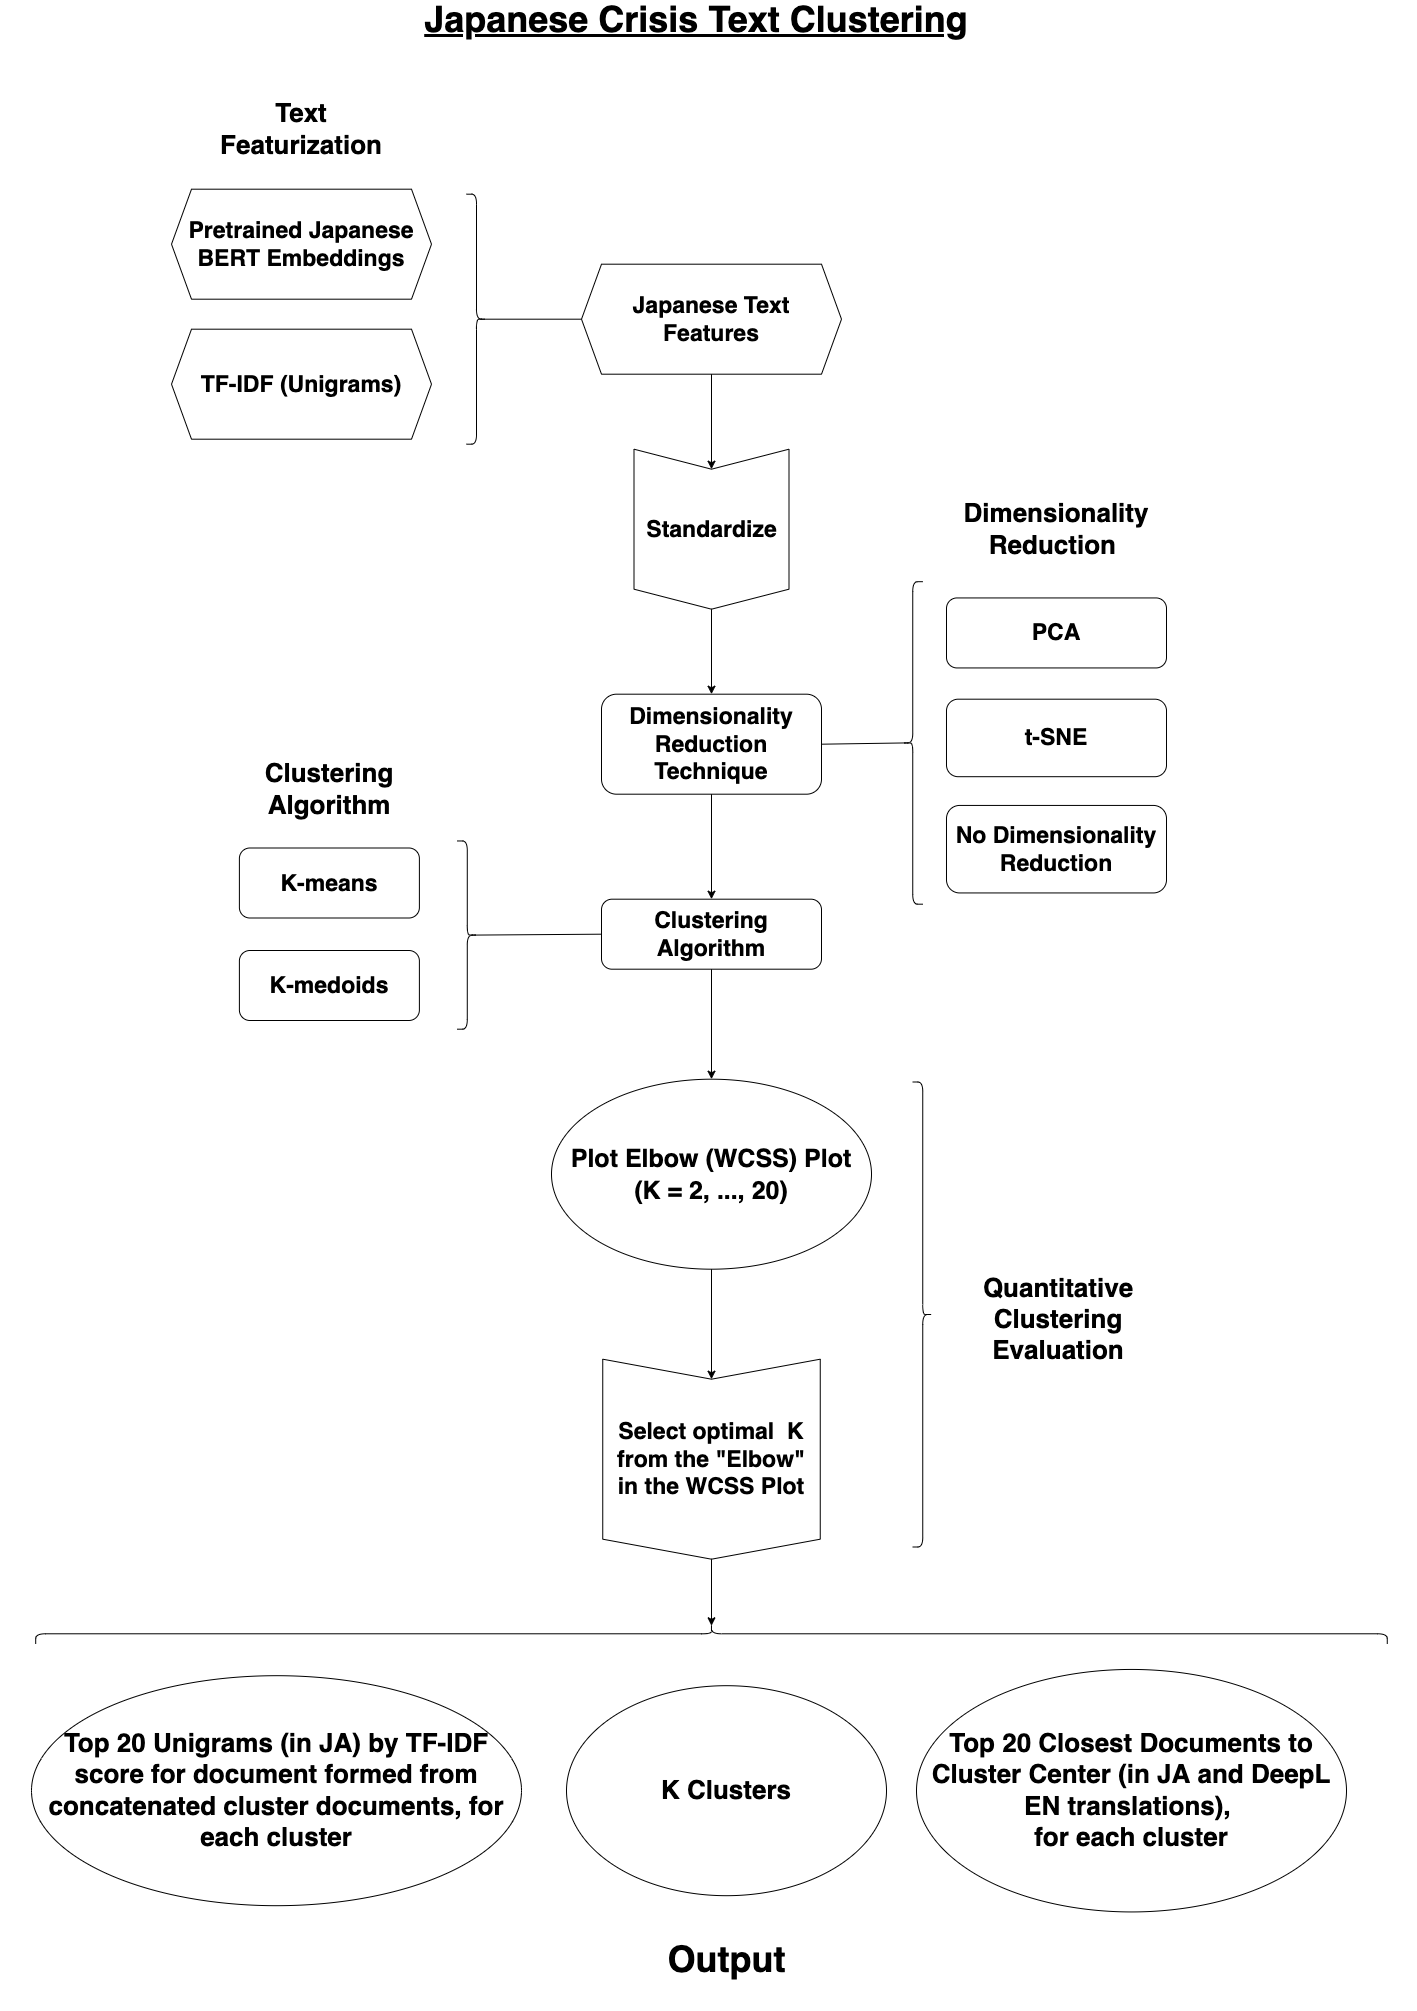 Japanese Crisis Text Clustering
Text
Featurization
Pretrained Japanese
BERT Embeddings
TF-IDF (Unigrams)
Japanese Text
Features
Standardize
Dimensionality
Reduction
PCA
t-SNE
No Dimensionality
Reduction
Dimensionality
Reduction
Technique
Clustering
Algorithm
K-means
K-medoids
Clustering
Algorithm
Plot Elbow (WCSS) Plot
(K = 2, ..., 20)
Quantitative
Clustering
Evaluation
Select optimal  K
from the "Elbow"
in the WCSS Plot
Top 20 Unigrams (in JA) by TF-IDF
score for document formed from
concatenated cluster documents, for
each cluster
K Clusters
Top 20 Closest Documents to
Cluster Center (in JA and DeepL
EN translations),
for each cluster
Output